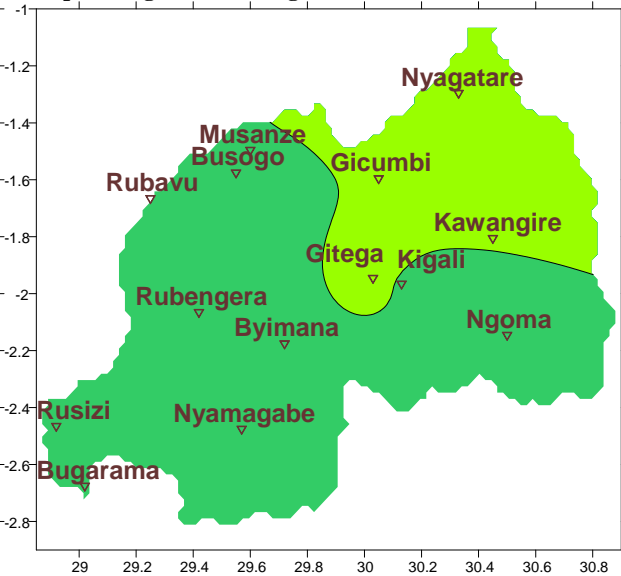 -1
-1.2
Nyagatare
-1.4
Musanze
Busogo
Gicumbi
-1.6
Rubavu
Kawangire
-1.8
Gitega
Kigali
-2
Rubengera
Ngoma
Byimana
-2.2
-2.4
Rusizi
Nyamagabe
-2.6
Bugarama
-2.8
29 29.2 29.4 29.6 29.8 30 30.2 30.4 30.6 30.8